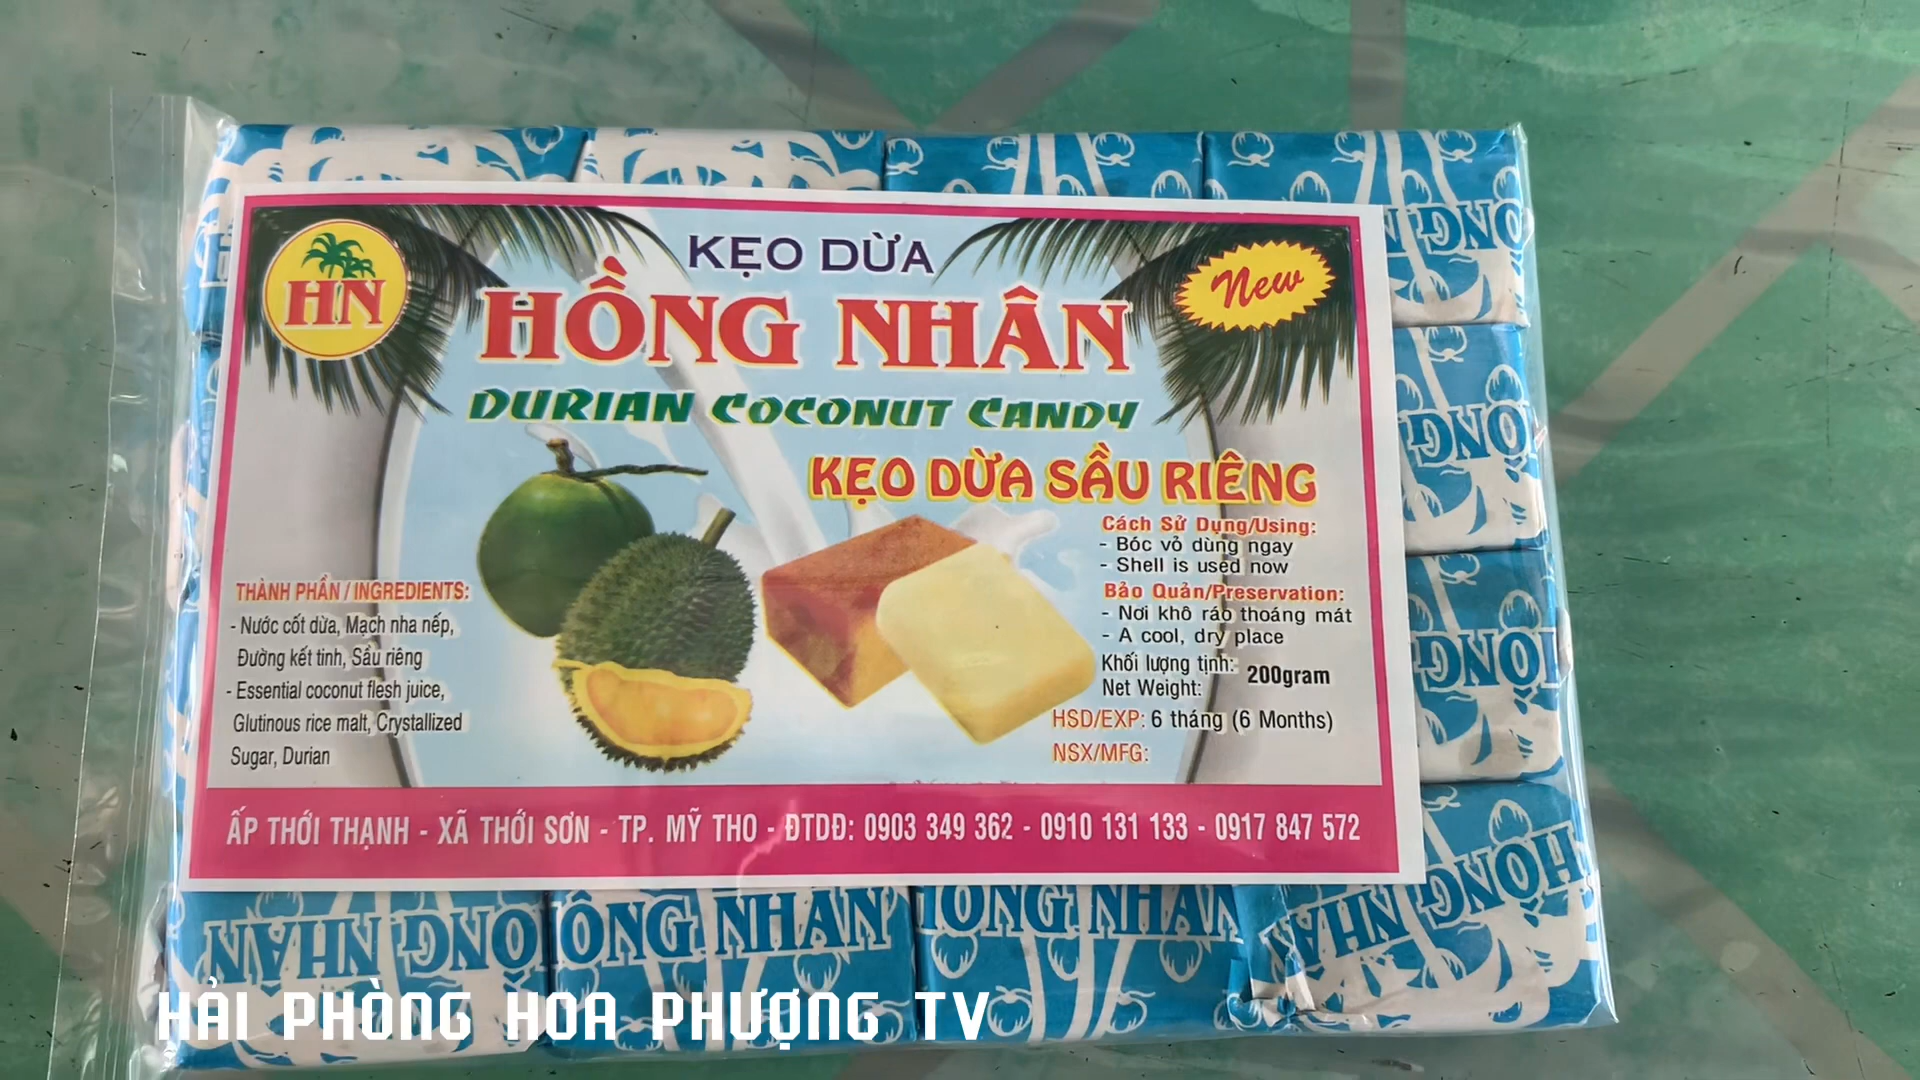 HN
KẸO DỪA
New
HỒNG NHÂN
DURIAN COCONUT CANDY
KẸO DỪA SẦU RIÊNG
Cách Sử Dụng/Using:
- Bóc vỏ dùng ngay
- Shell is used now
Bảo Quản/Preservation:
- Nơi khô ráo thoáng mát
- A cool, dry place
Khối lượng tịnh: 200gram
Net Weight:
HSD/EXP: 6 tháng (6 Months)
NSX/MFG:
THÀNH PHẦN / INGREDIENTS:
- Nước cốt dừa, Mạch nha nếp,
Đường kết tinh, Sầu riêng
- Essential coconut flesh juice,
Glutinous rice malt, Crystallized
Sugar, Durian
ẤP THỚI THẠNH - XÃ THỚI SƠN - TP. MỸ THO - ĐTDĐ: 0903 349 362 - 0910 131 133 - 0917 847 572
HỒNG NHÂN
HẢI PHÒNG HOA PHƯỢNG TV